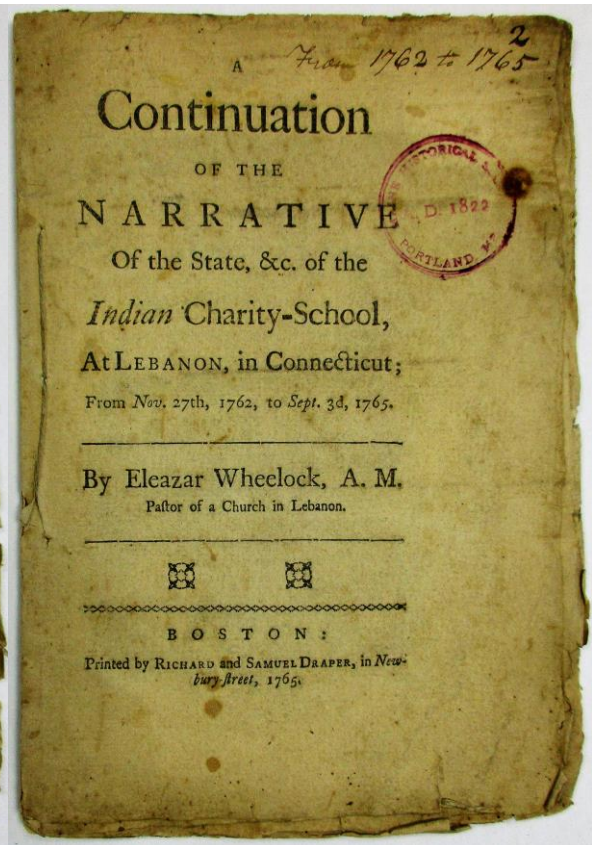 2
From 1762 to 1765
A
Continuation
OF THE
NARRATIVE
Of the State, &c. of the
Indian Charity-School,
At LEBANON, in Connecticut;
From Nov. 27th, 1762, to Sept. 3d, 1765.
HISTORICAL
D. 1822
PORTLAND
By Eleazar Wheelock, A. M.
Paſtor of a Church in Lebanon.
BOSTON:
Printed by RICHARD and SAMUEL DRAPER, in New-
bury-ſtreet, 1765.